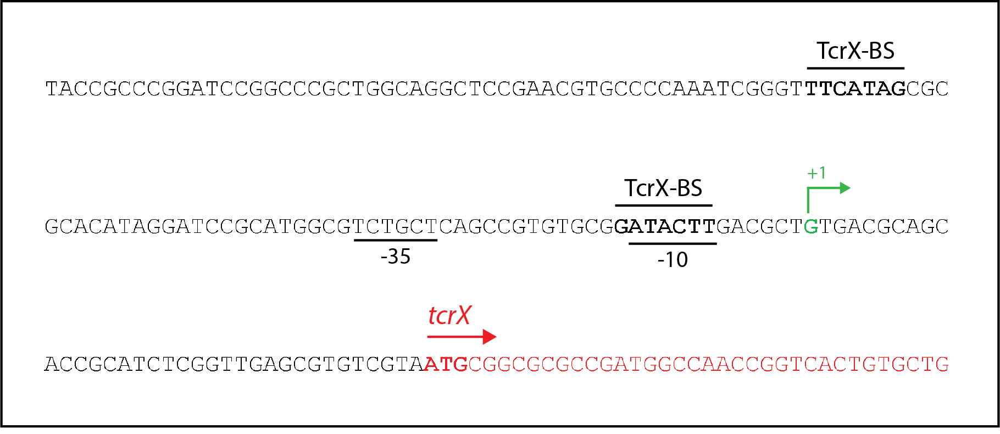 TcrX-BS
TACCGCCCGGATCCGGCCCGCTGGCAGGCTCCGAACGTGCCCCAAATCGGGTTTCATAGCGC
+1
TcrX-BS
GCACATAGGATCCGCATGGCGTCTGCTCAGCCGTGTGCGGATACTTGACGCTGTGACGCAGC
-35
-10
tcrX
ACCGCATCTCGGTTGAGCGTGTCGTAATGCGGCGCGCCGATGGCCAACCGGTCACTGTGCTG